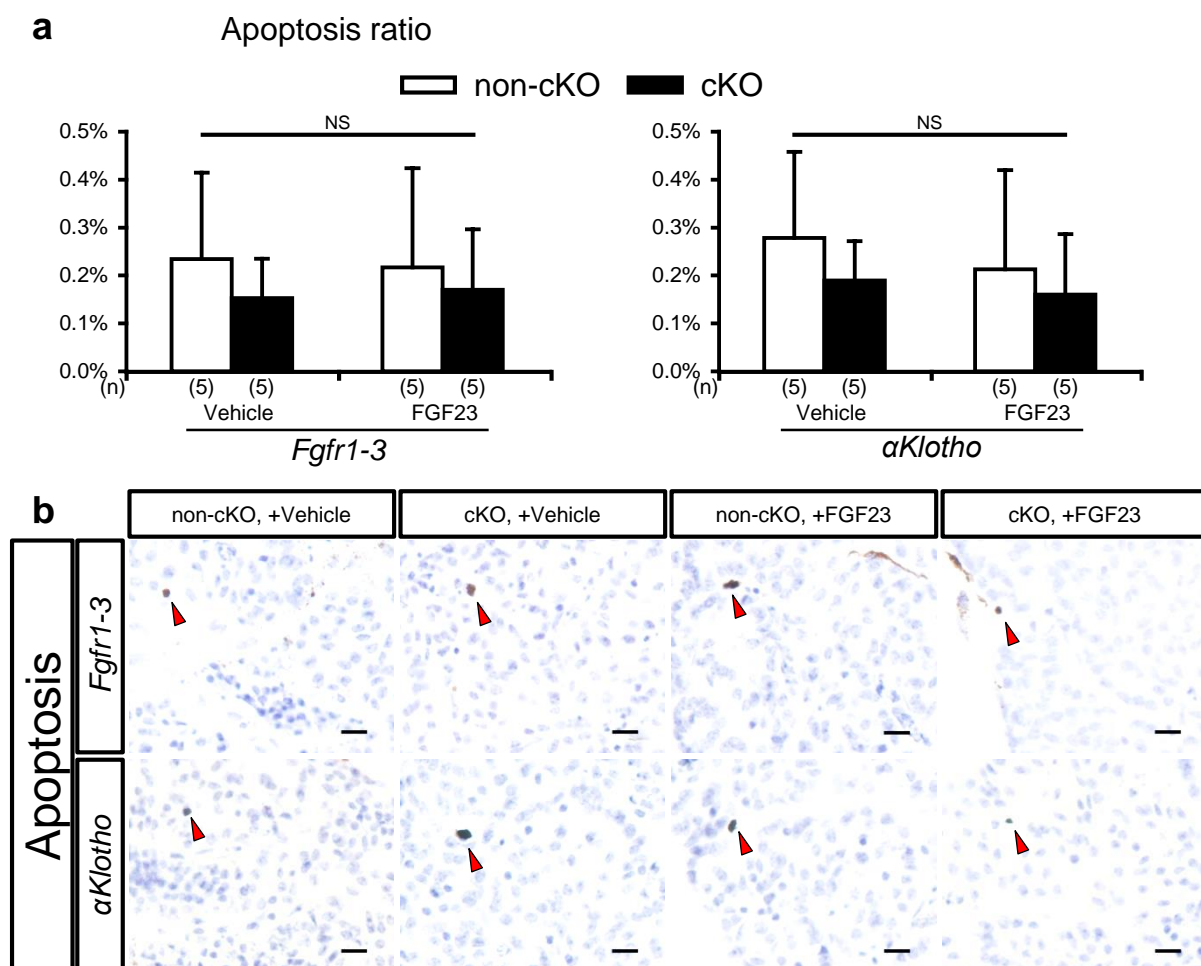 a
Apoptosis ratio
non-cKO cKO
NS
0.5%
0.4%
0.3%
0.2%
0.1%
0.0%
(n) (5) (5) (5) (5)
Vehicle FGF23
Fgfr1-3
NS
0.5%
0.4%
0.3%
0.2%
0.1%
0.0%
(n) (5) (5) (5) (5)
Vehicle FGF23
αKlotho
b
non-cKO, +Vehicle cKO, +Vehicle non-cKO, +FGF23 cKO, +FGF23
Apoptosis
Fgfr1-3
αKlotho